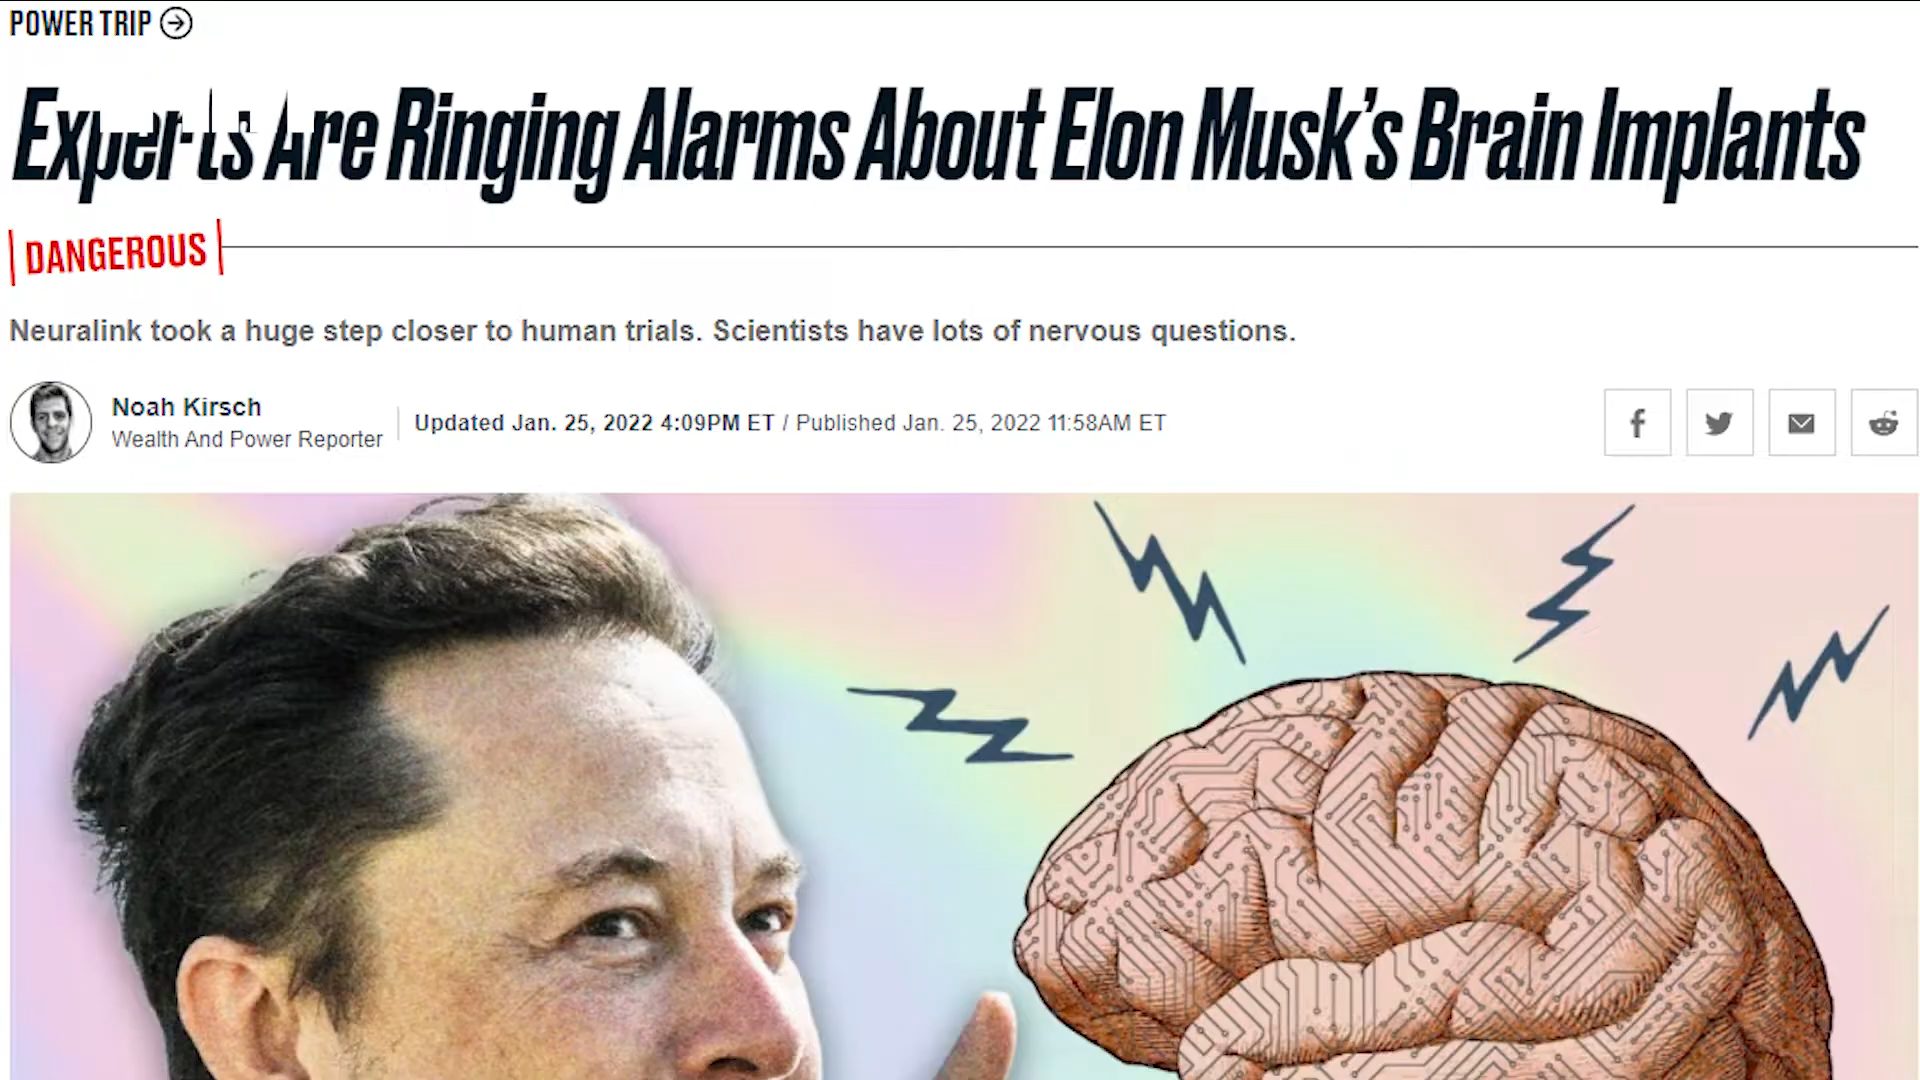 POWER TRIP
Experts Are Ringing Alarms About Elon Musk's Brain Implants
DANGEROUS
Neuralink took a huge step closer to human trials. Scientists have lots of nervous questions.
Noah Kirsch
Wealth And Power Reporter
Updated Jan. 25, 2022 4:09PM ET / Published Jan. 25, 2022 11:58AM ET